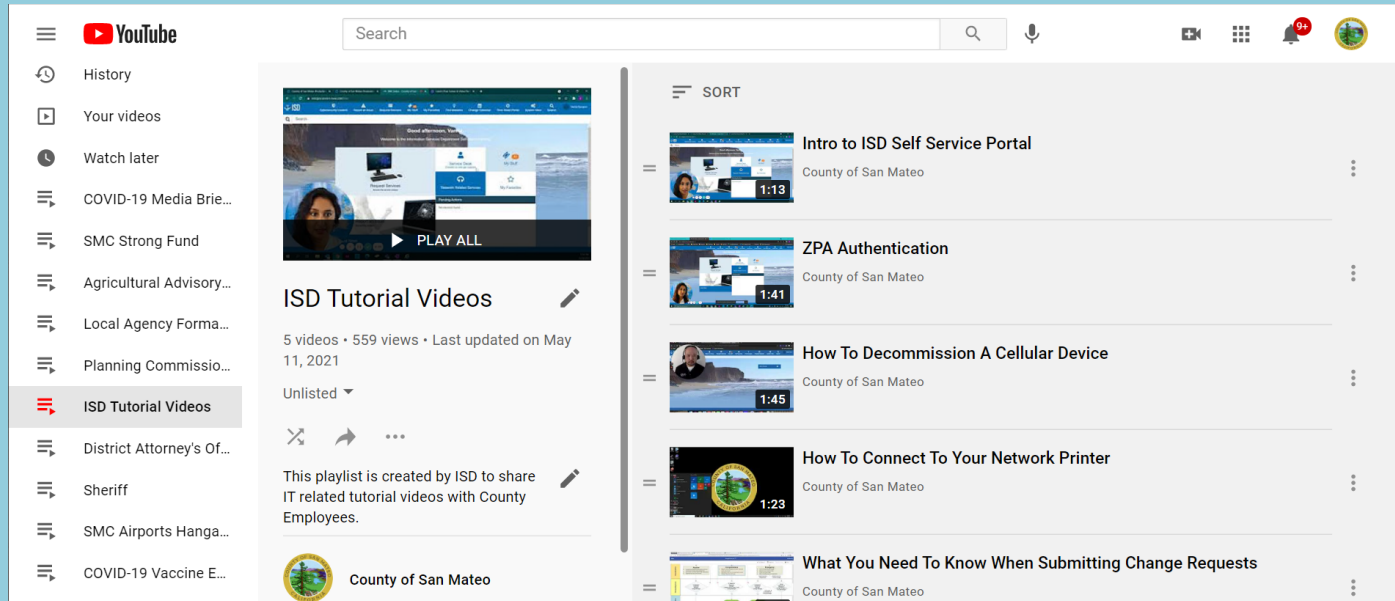 YouTube
Search
9+
History
Your videos
Watch later
COVID-19 Media Brie...
SMC Strong Fund
Agricultural Advisory...
Local Agency Forma...
Planning Commissio...
ISD Tutorial Videos
District Attorney's Of...
Sheriff
SMC Airports Hanga...
COVID-19 Vaccine E...
Request Services
My Favorites
PLAY ALL
ISD Tutorial Videos
5 videos • 559 views • Last updated on May
11, 2021
Unlisted
This playlist is created by ISD to share
IT related tutorial videos with County
Employees.
County of San Mateo
SORT
Intro to ISD Self Service Portal
County of San Mateo
1:13
ZPA Authentication
County of San Mateo
1:41
How To Decommission A Cellular Device
County of San Mateo
1:45
How To Connect To Your Network Printer
County of San Mateo
1:23
What You Need To Know When Submitting Change Requests
County of San Mateo